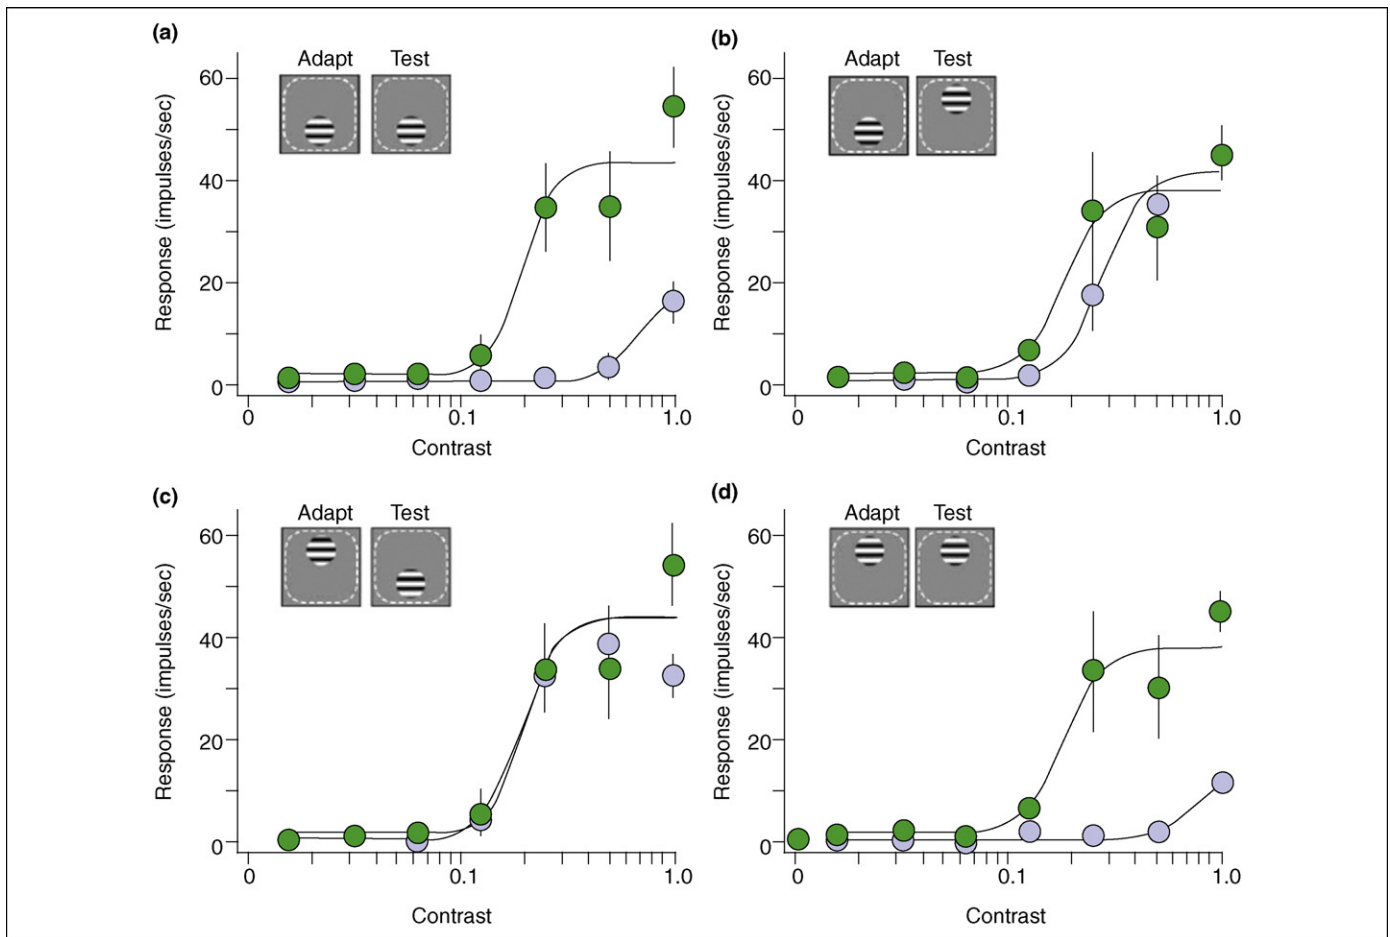 (a)
Adapt Test
Response (impulses/sec)
60
40
20
0
0 0.1 1.0
Contrast
(b)
Adapt Test
Response (impulses/sec)
60
40
20
0
0 0.1 1.0
Contrast
(c)
Adapt Test
Response (impulses/sec)
60
40
20
0
0 0.1 1.0
Contrast
(d)
Adapt Test
Response (impulses/sec)
60
40
20
0
0 0.1 1.0
Contrast